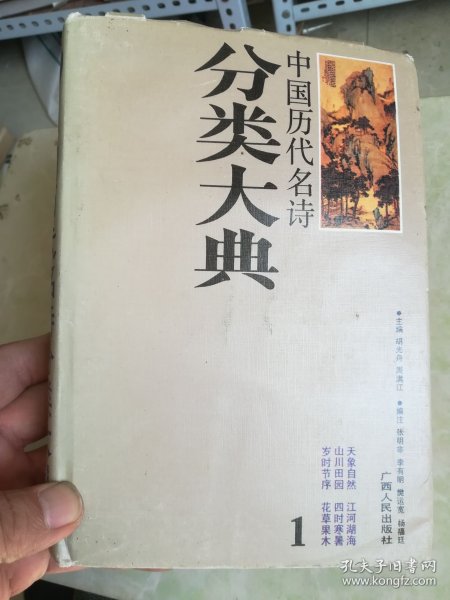 中国历代名诗
分类大典
●主编 胡光舟 周满江
●编注 张明非 李有明 樊运宽 杨福生
广西人民出版社
天象自然 江河湖海
山川田园 四时寒暑
岁时节序 花草果木
1
孔夫子旧书网
www.kongfz.com